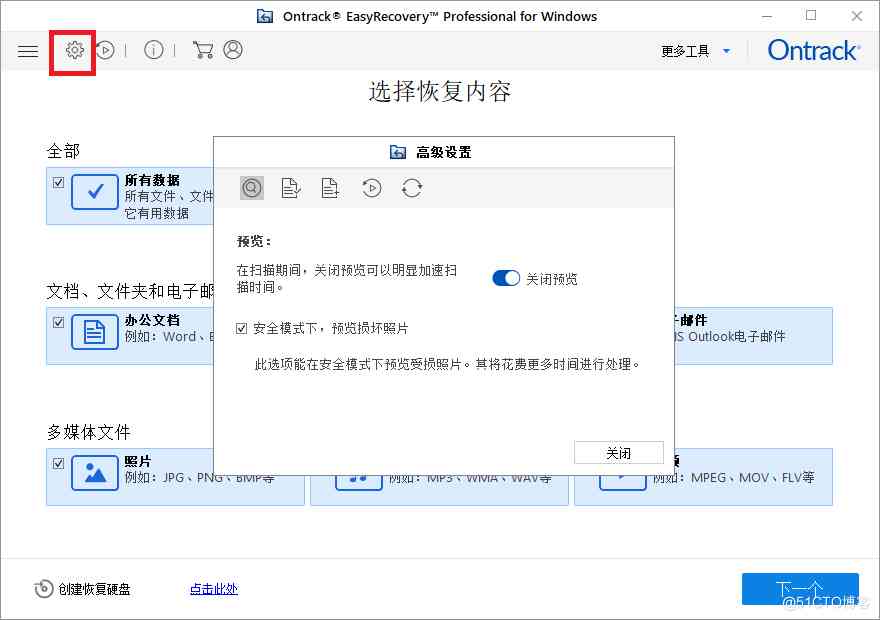 Ontrack® EasyRecovery™ Professional for Windows
更多工具
Ontrack®
选择恢复内容
全部
所有数据
所有文件、文件
它有用数据
高级设置
预览：
在扫描期间，关闭预览可以明显加速扫
描时间。
关闭预览
安全模式下，预览损坏照片
此选项能在安全模式下预览受损照片。其将花费更多时间进行处理。
关闭
文档、文件夹和电子邮
办公文档
例如：Word、E
子邮件
MS Outlook电子邮件
多媒体文件
照片
例如：JPG、PNG、BMP等
例如：MP3、WMA、WAV等
例如：MPEG、MOV、FLV等
创建恢复硬盘
点击此处
下一个
@51CTO博客